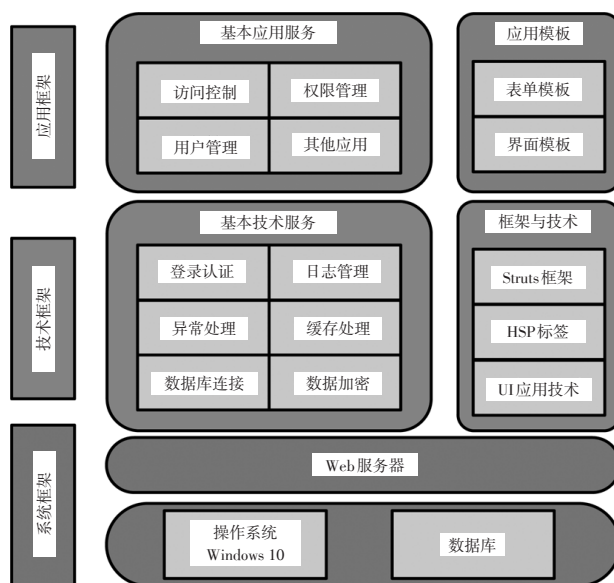 应用框架
基本应用服务
访问控制
权限管理
用户管理
其他应用
应用模板
表单模板
界面模板
技术框架
基本技术服务
登录认证
日志管理
异常处理
缓存处理
数据库连接
数据加密
框架与技术
Struts框架
HSP标签
UI应用技术
系统框架
Web服务器
操作系统
Windows 10
数据库